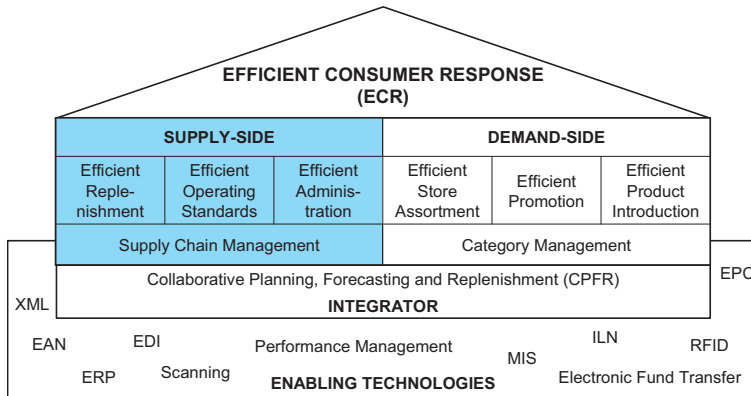 EFFICIENT CONSUMER RESPONSE
(ECR)
SUPPLY-SIDE
DEMAND-SIDE
Efficient
Reple-
nishment
Efficient
Operating
Standards
Efficient
Adminis-
tration
Efficient
Store
Assortment
Efficient
Promotion
Efficient
Product
Introduction
Supply Chain Management
Category Management
Collaborative Planning, Forecasting and Replenishment (CPFR)
INTEGRATOR
EPC
XML
EAN
EDI
Performance Management
ILN
RFID
MIS
ERP
Scanning
ENABLING TECHNOLOGIES
Electronic Fund Transfer